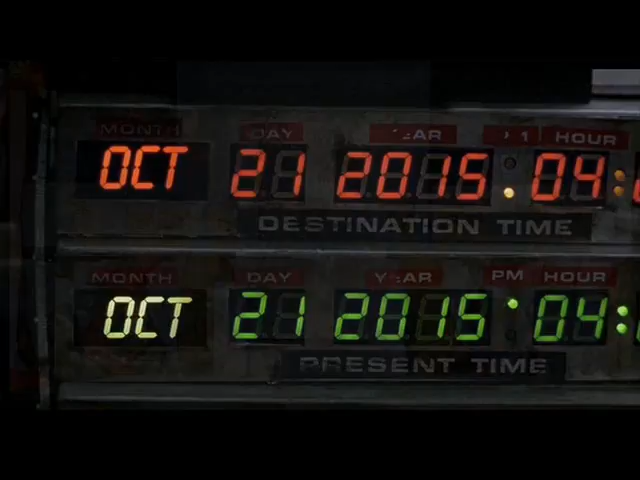 MONTH DAY HOUR
OCT 21 2015 04
DESTINATION TIME
MONTH DAY PM HOUR
OCT 21 2015 04
PRESENT TIME